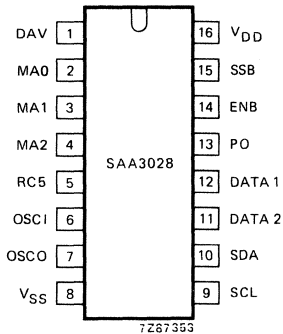 DAV 1 16 VDD
MA0 2 15 SSB
MA1 3 14 ENB
MA2 4 13 PO
SAA3028
RC5 5 12 DATA 1
OSCI 6 11 DATA 2
OSCO 7 10 SDA
VSS 8 9 SCL
7Z87353